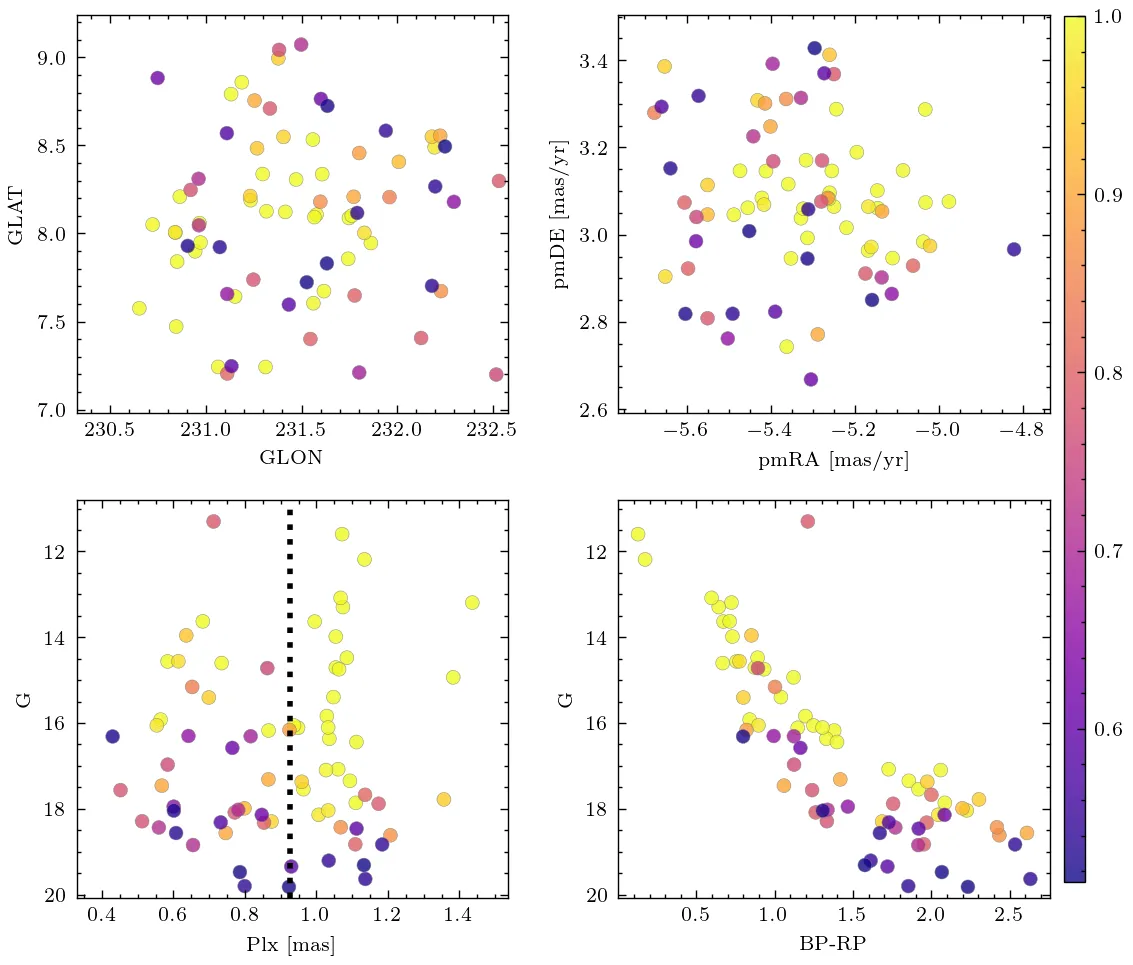 9.0
8.5
8.0
7.5
7.0
GLAT
230.5 231.0 231.5 232.0 232.5
GLON
3.4
3.2
3.0
2.8
2.6
pmDE [mas/yr]
−5.6 −5.4 −5.2 −5.0 −4.8
pmRA [mas/yr]
12
14
16
18
20
G
0.4 0.6 0.8 1.0 1.2 1.4
Plx [mas]
12
14
16
18
20
G
0.5 1.0 1.5 2.0 2.5
BP-RP
1.0
0.9
0.8
0.7
0.6